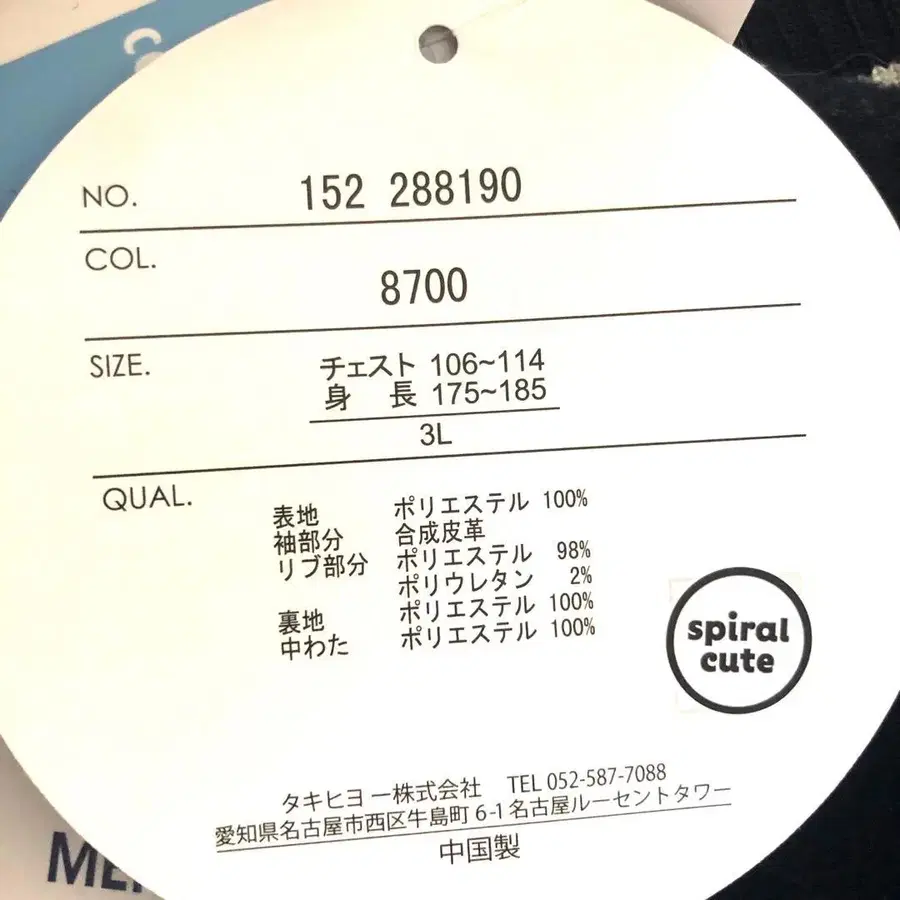 NO. 152 288190
COL. 8700
SIZE. チェスト 106~114
身 長 175~185
3L
QUAL.
表地 ポリエステル 100%
袖部分 合成皮革
リブ部分 ポリエステル 98%
ポリウレタン 2%
裏地 ポリエステル 100%
中わた ポリエステル 100%
spiral
cute
タキヒヨー株式会社 TEL 052-587-7088
愛知県名古屋市西区牛島町 6-1 名古屋ルーセントタワー
中国製